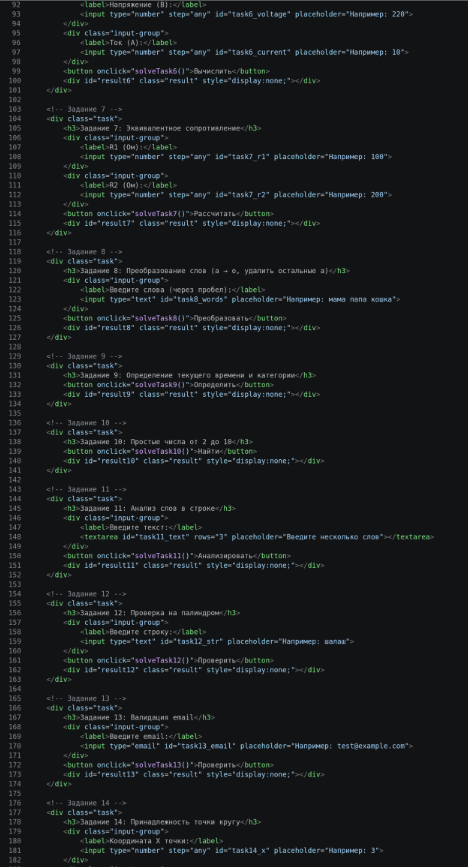 92 <label>Напряжение (В):</label>
93 <input type="number" step="any" id="task6_voltage" placeholder="Например: 220">
94 </div>
95 <div class="input-group">
96 <label>Ток (А):</label>
97 <input type="number" step="any" id="task6_current" placeholder="Например: 10">
98 </div>
99 <button onclick="solveTask6()">Вычислить</button>
100 <div id="result6" class="result" style="display:none;"></div>
101 </div>
102
103 <!-- Задание 7 -->
104 <div class="task">
105 <h3>Задание 7: Эквивалентное сопротивление</h3>
106 <div class="input-group">
107 <label>R1 (Ом):</label>
108 <input type="number" step="any" id="task7_r1" placeholder="Например: 100">
109 </div>
110 <div class="input-group">
111 <label>R2 (Ом):</label>
112 <input type="number" step="any" id="task7_r2" placeholder="Например: 200">
113 </div>
114 <button onclick="solveTask7()">Рассчитать</button>
115 <div id="result7" class="result" style="display:none;"></div>
116 </div>
117
118 <!-- Задание 8 -->
119 <div class="task">
120 <h3>Задание 8: Преобразование слов (а → о, удалить остальные а)</h3>
121 <div class="input-group">
122 <label>Введите слова (через пробел):</label>
123 <input type="text" id="task8_words" placeholder="Например: мама папа кошка">
124 </div>
125 <button onclick="solveTask8()">Преобразовать</button>
126 <div id="result8" class="result" style="display:none;"></div>
127 </div>
128
129 <!-- Задание 9 -->
130 <div class="task">
131 <h3>Задание 9: Определение текущего времени и категории</h3>
132 <button onclick="solveTask9()">Определить</button>
133 <div id="result9" class="result" style="display:none;"></div>
134 </div>
135
136 <!-- Задание 10 -->
137 <div class="task">
138 <h3>Задание 10: Простые числа от 2 до 10</h3>
139 <button onclick="solveTask10()">Найти</button>
140 <div id="result10" class="result" style="display:none;"></div>
141 </div>
142
143 <!-- Задание 11 -->
144 <div class="task">
145 <h3>Задание 11: Анализ слов в строке</h3>
146 <div class="input-group">
147 <label>Введите текст:</label>
148 <textarea id="task11_text" rows="3" placeholder="Введите несколько слов"></textarea>
149 </div>
150 <button onclick="solveTask11()">Анализировать</button>
151 <div id="result11" class="result" style="display:none;"></div>
152 </div>
153
154 <!-- Задание 12 -->
155 <div class="task">
156 <h3>Задание 12: Проверка на палиндром</h3>
157 <div class="input-group">
158 <label>Введите строку:</label>
159 <input type="text" id="task12_str" placeholder="Например: шалаш">
160 </div>
161 <button onclick="solveTask12()">Проверить</button>
162 <div id="result12" class="result" style="display:none;"></div>
163 </div>
164
165 <!-- Задание 13 -->
166 <div class="task">
167 <h3>Задание 13: Валидация email</h3>
168 <div class="input-group">
169 <label>Введите email:</label>
170 <input type="email" id="task13_email" placeholder="Например: test@example.com">
171 </div>
172 <button onclick="solveTask13()">Проверить</button>
173 <div id="result13" class="result" style="display:none;"></div>
174 </div>
175
176 <!-- Задание 14 -->
177 <div class="task">
178 <h3>Задание 14: Принадлежность точки кругу</h3>
179 <div class="input-group">
180 <label>Координата X точки:</label>
181 <input type="number" step="any" id="task14_x" placeholder="Например: 3">
182 </div>